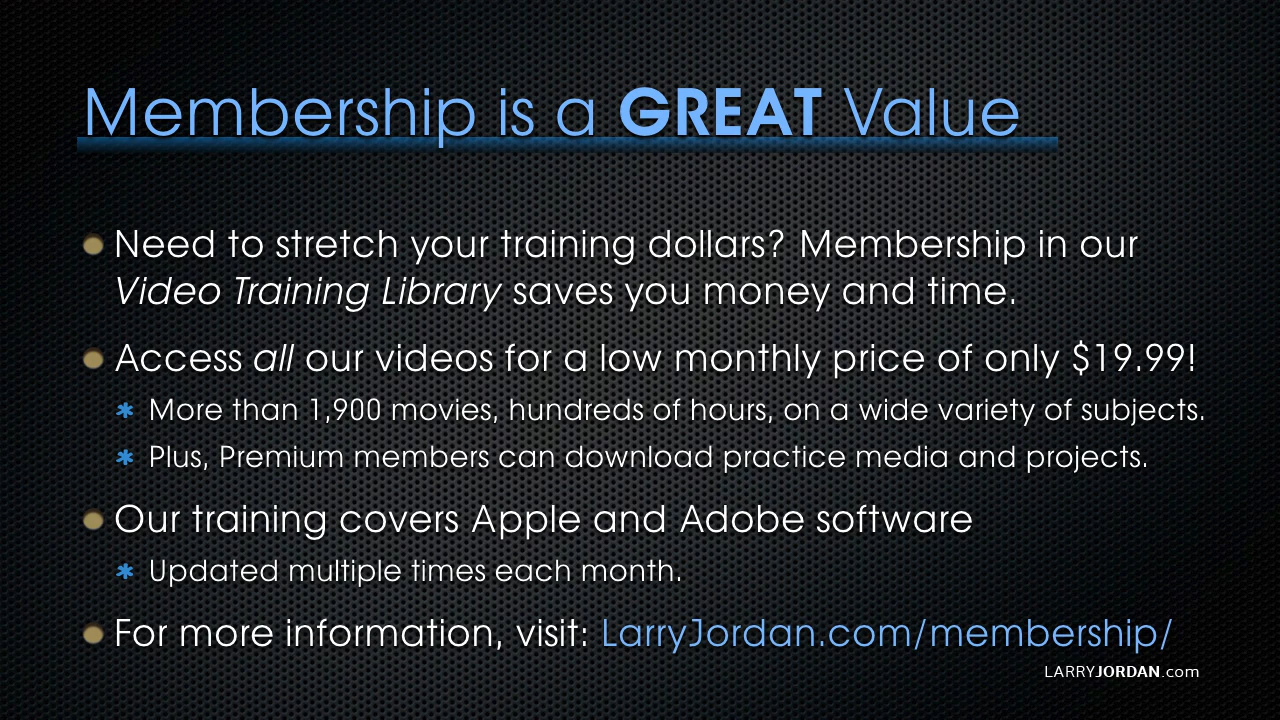 Membership is a GREAT Value
Need to stretch your training dollars? Membership in our
Video Training Library saves you money and time.
Access all our videos for a low monthly price of only $19.99!
More than 1,900 movies, hundreds of hours, on a wide variety of subjects.
Plus, Premium members can download practice media and projects.
Our training covers Apple and Adobe software
Updated multiple times each month.
For more information, visit: LarryJordan.com/membership/
LARRYJORDAN.com